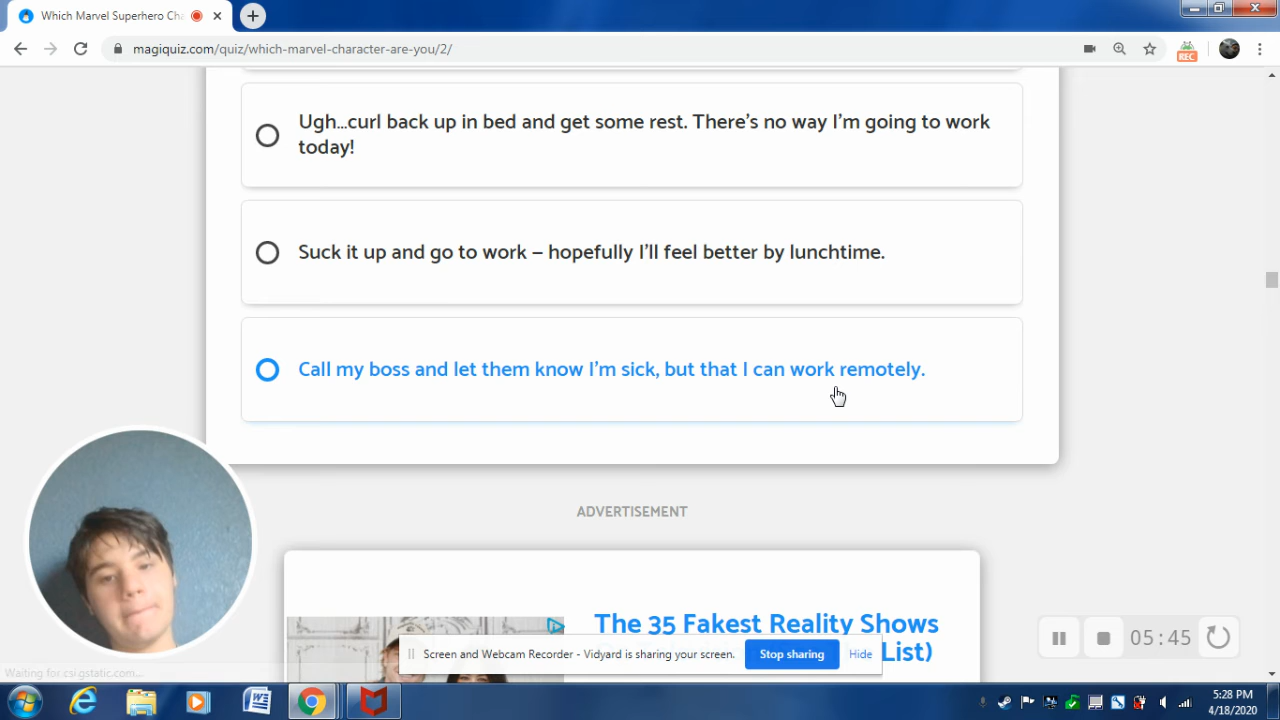 Which Marvel Superhero Cha
magiquiz.com/quiz/which-marvel-character-are-you/2/
REC
Ugh...curl back up in bed and get some rest. There's no way I'm going to work
today!
Suck it up and go to work – hopefully I'll feel better by lunchtime.
Call my boss and let them know I'm sick, but that I can work remotely.
ADVERTISEMENT
The 35 Fakest Reality Shows
List)
Screen and Webcam Recorder - Vidyard is sharing your screen.
Stop sharing
Hide
05:45
Waiting for csi.gstatic.com...
5:28 PM
4/18/2020